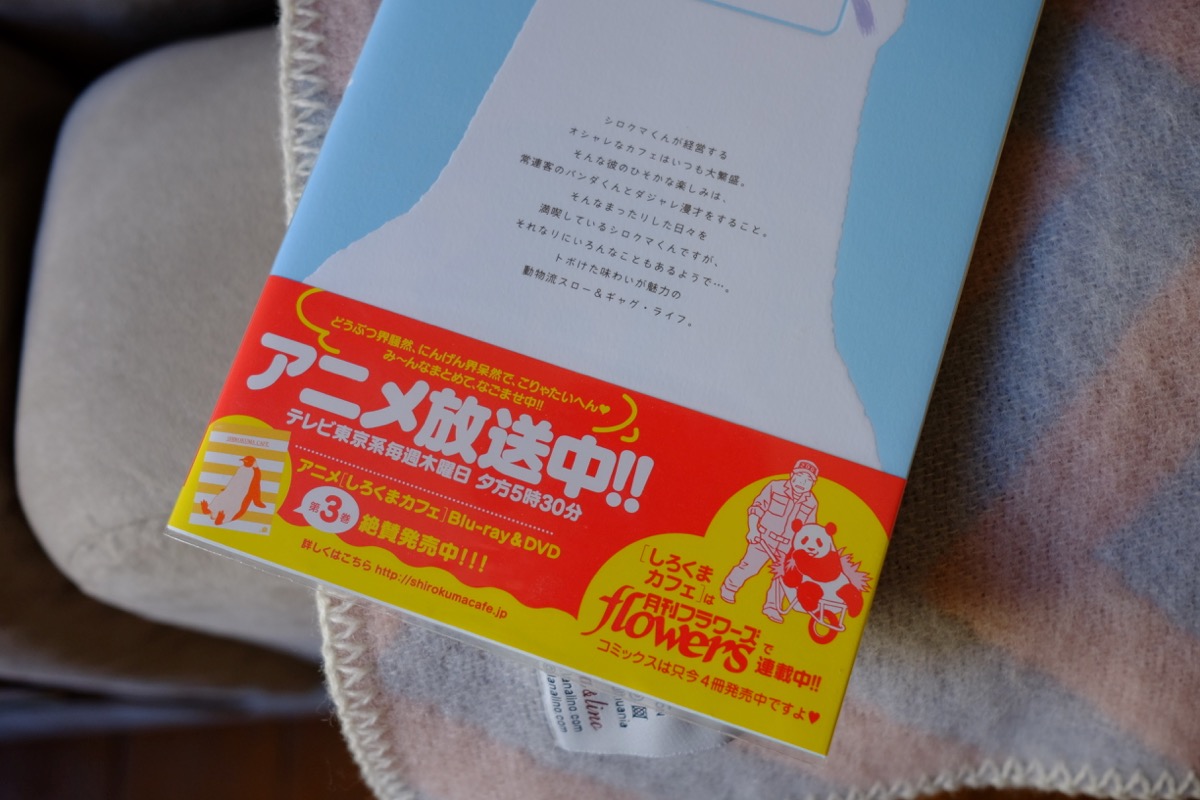 シロクマくんが経営する
オシャレなカフェはいつも大繁盛。
そんな彼のひそかな楽しみは、
常連客のパンダくんとダジャレ漫才をすること。
そんなまったりした日々を
満喫しているシロクマくんですが、
それなりにいろんなこともあるようで…。
トボけた味わいが魅力の
動物流スロー＆ギャグ・ライフ。
どうぶつ界騒然、にんげん界呆然で、こりゃたいへん♥
み〜んなまとめて、なごませ中!!
アニメ放送中!!
テレビ東京系毎週木曜日 夕方5時30分
SHIROKUMA CAFE
アニメ［しろくまカフェ］Blu-ray＆DVD
第3巻 絶賛発売中!!!
詳しくはこちら http://shirokumacafe.jp
［しろくま
カフェ］は
月刊フラワーズ
flowersで
連載中!!
コミックスは只今4冊発売中ですよ♥
&lino
analino.com